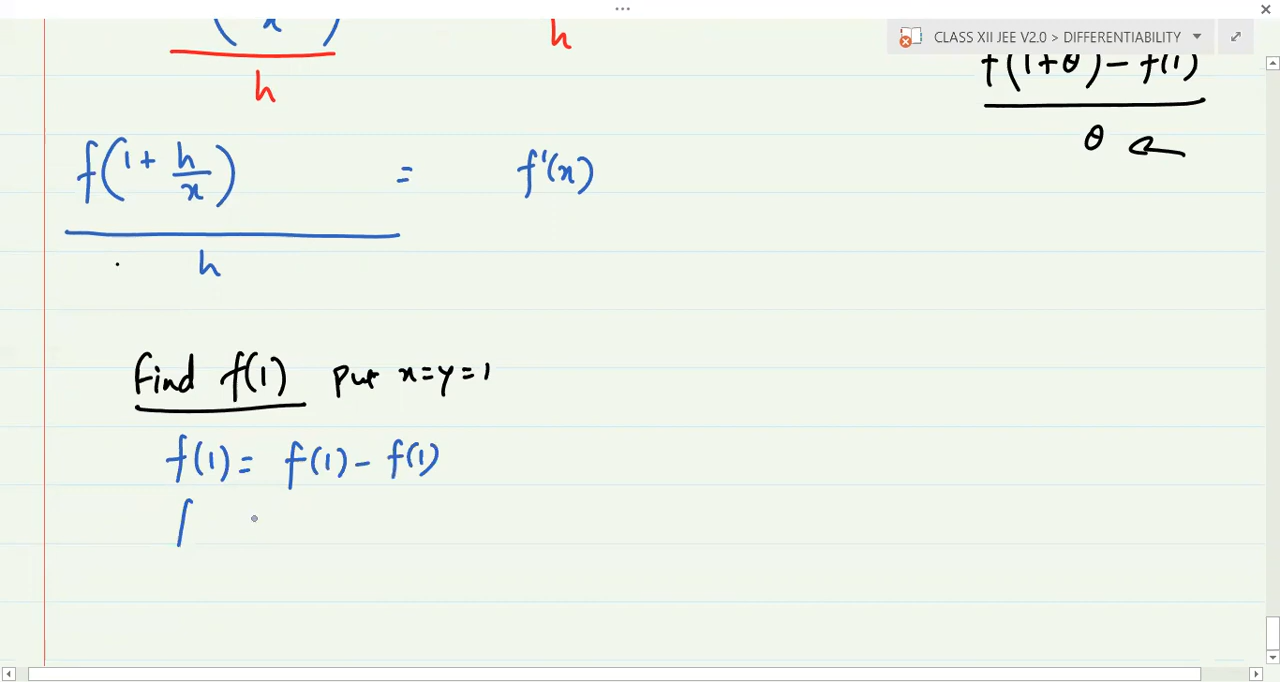 CLASS XII JEE V2.0 > DIFFERENTIABILITY
x
h
h
f(1+θ) - f(1)
θ
f(1 + h/x) = f'(x)
h
Find f(1) Put x=y=1
f(1) = f(1) - f(1)